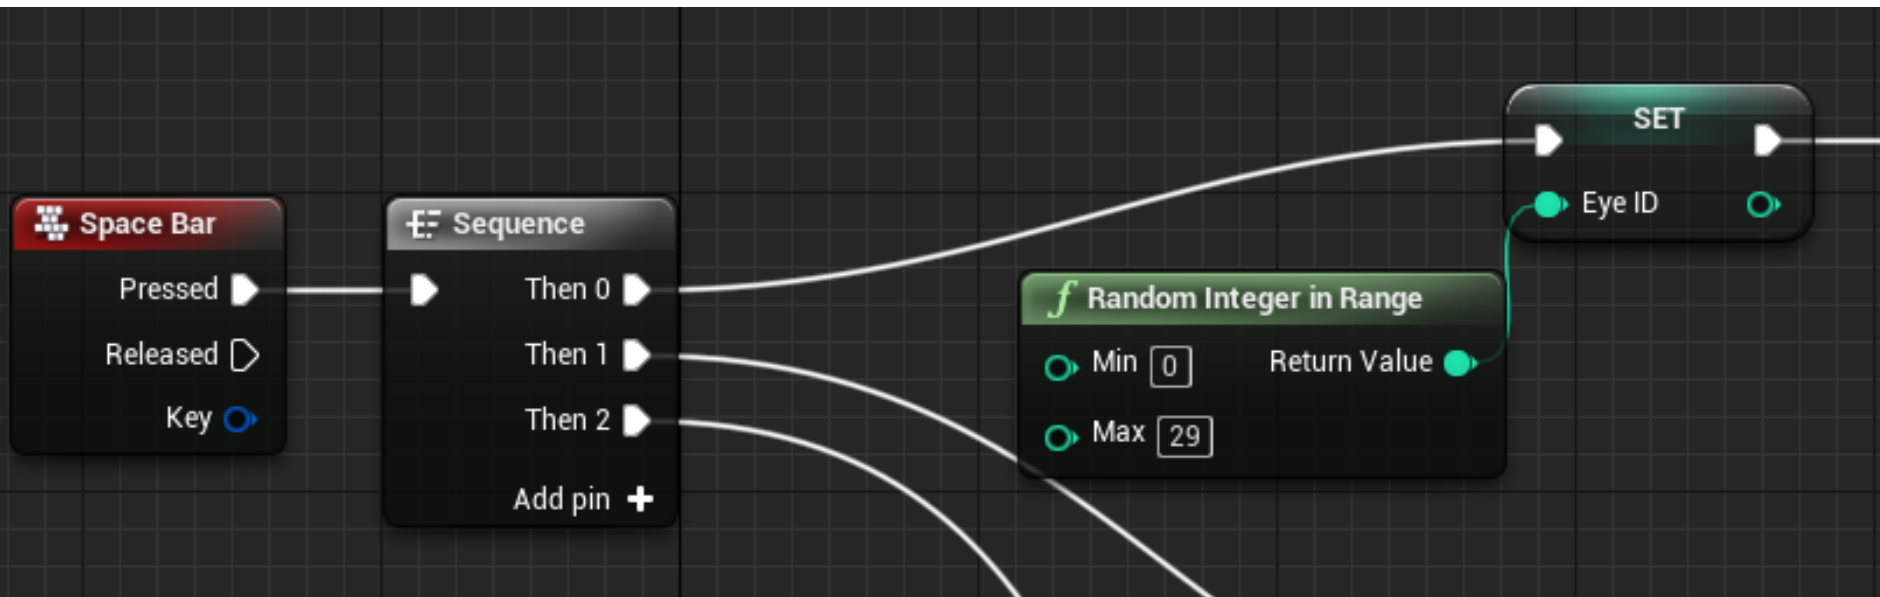 Space Bar
Pressed
Released
Key
Sequence
Then 0
Then 1
Then 2
Add pin +
f Random Integer in Range
Min 0
Return Value
Max 29
SET
Eye ID